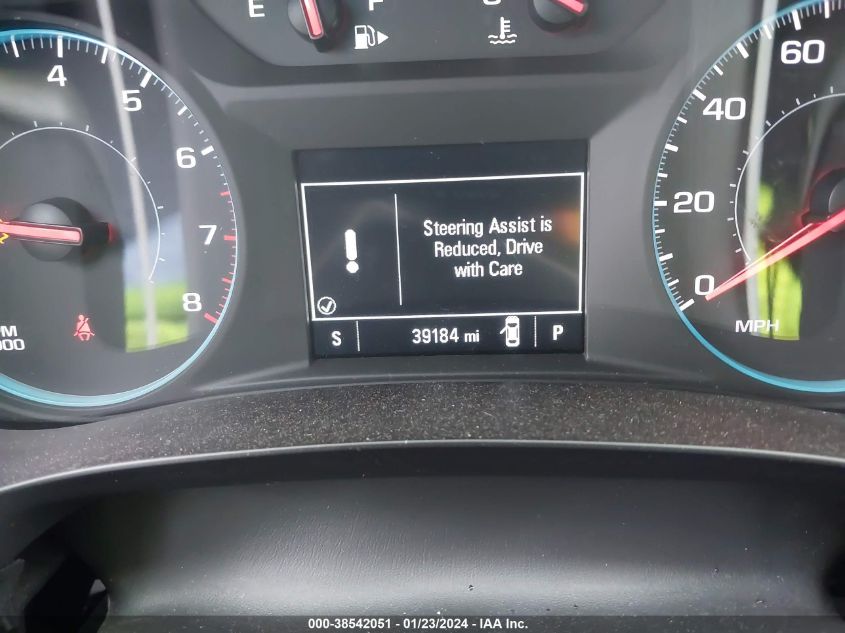 E F
4
5
6
7
8
60
40
20
0
MPH
Steering Assist is
Reduced, Drive
with Care
S 39184 mi P
000-38542051 / 01/23/2024 - IAA Inc.